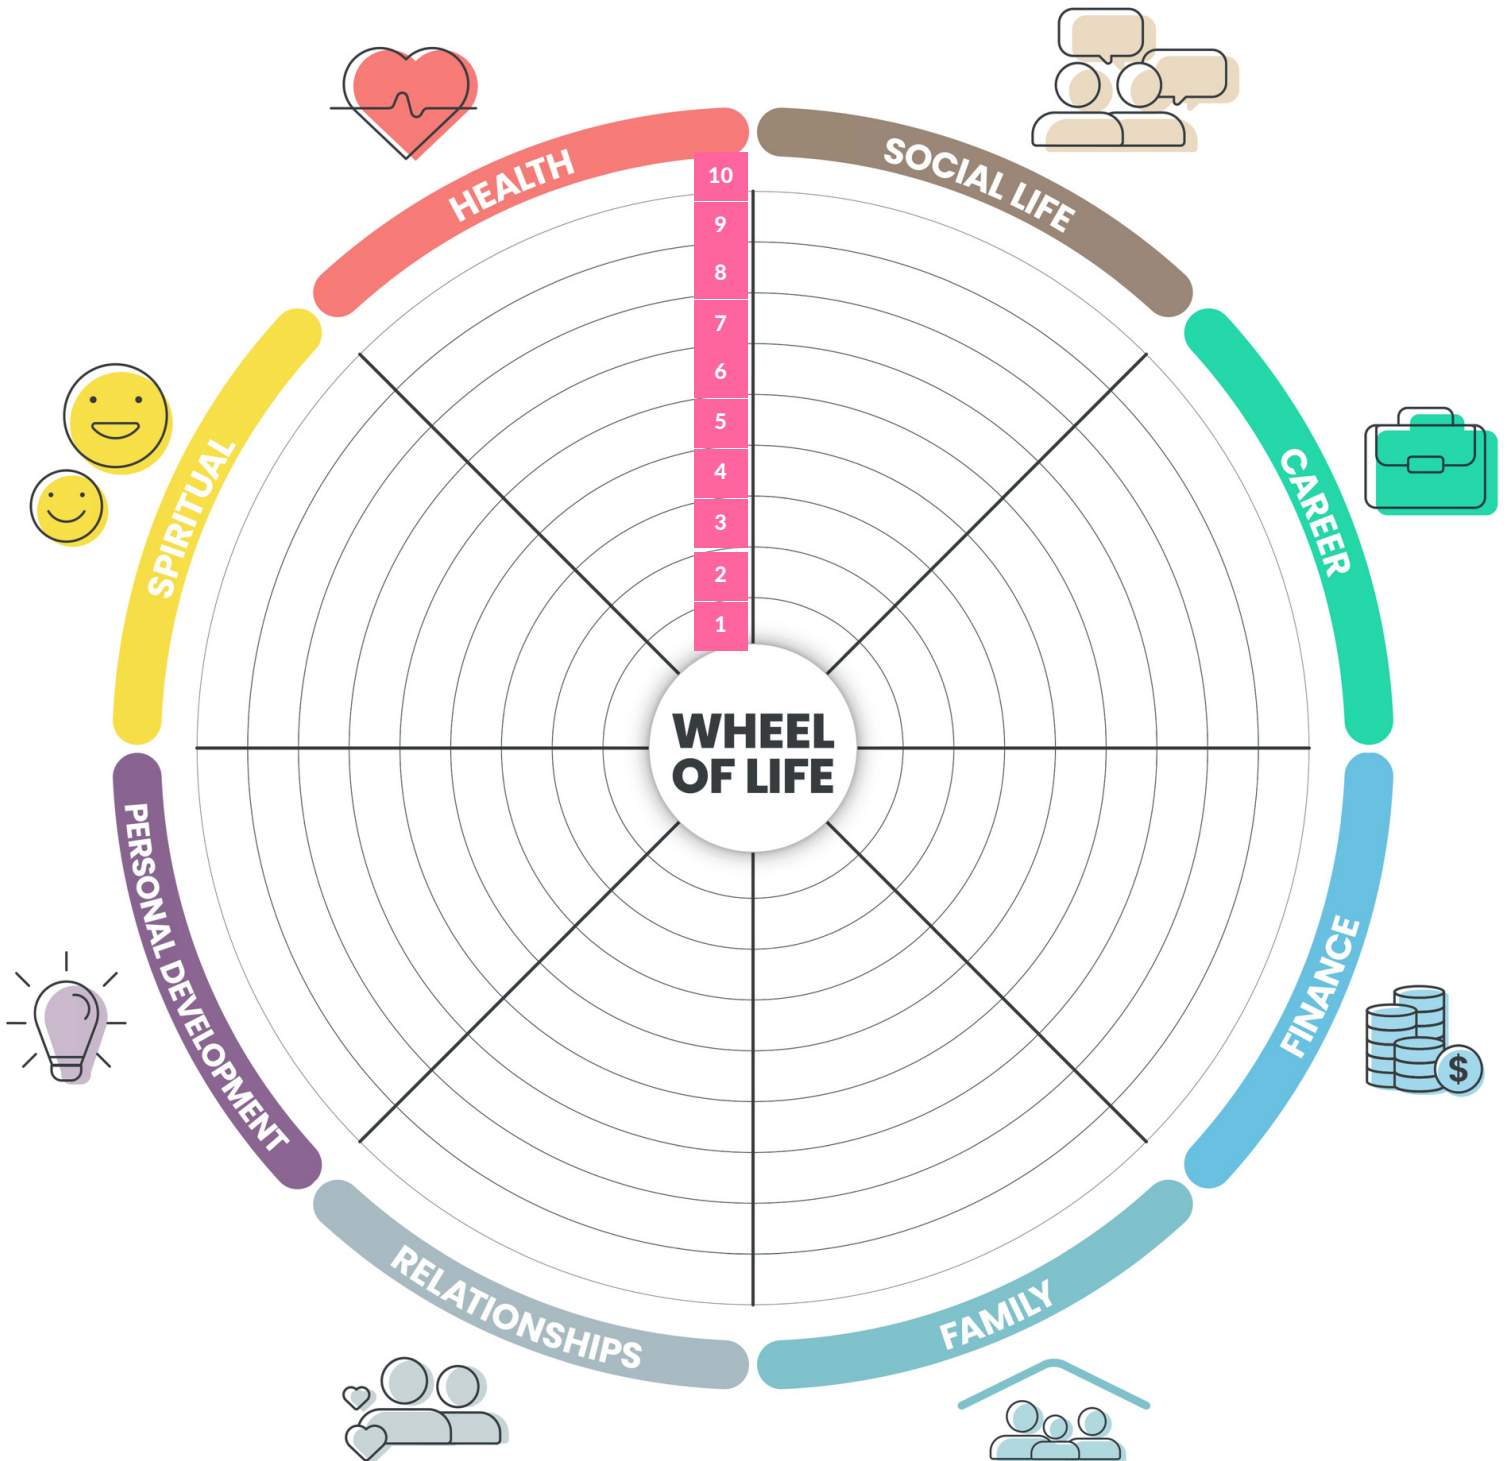 HEALTH
SOCIAL LIFE
CAREER
FINANCE
FAMILY
RELATIONSHIPS
PERSONAL DEVELOPMENT
SPIRITUAL
10
9
8
7
6
5
4
3
2
1
WHEEL
OF LIFE
$